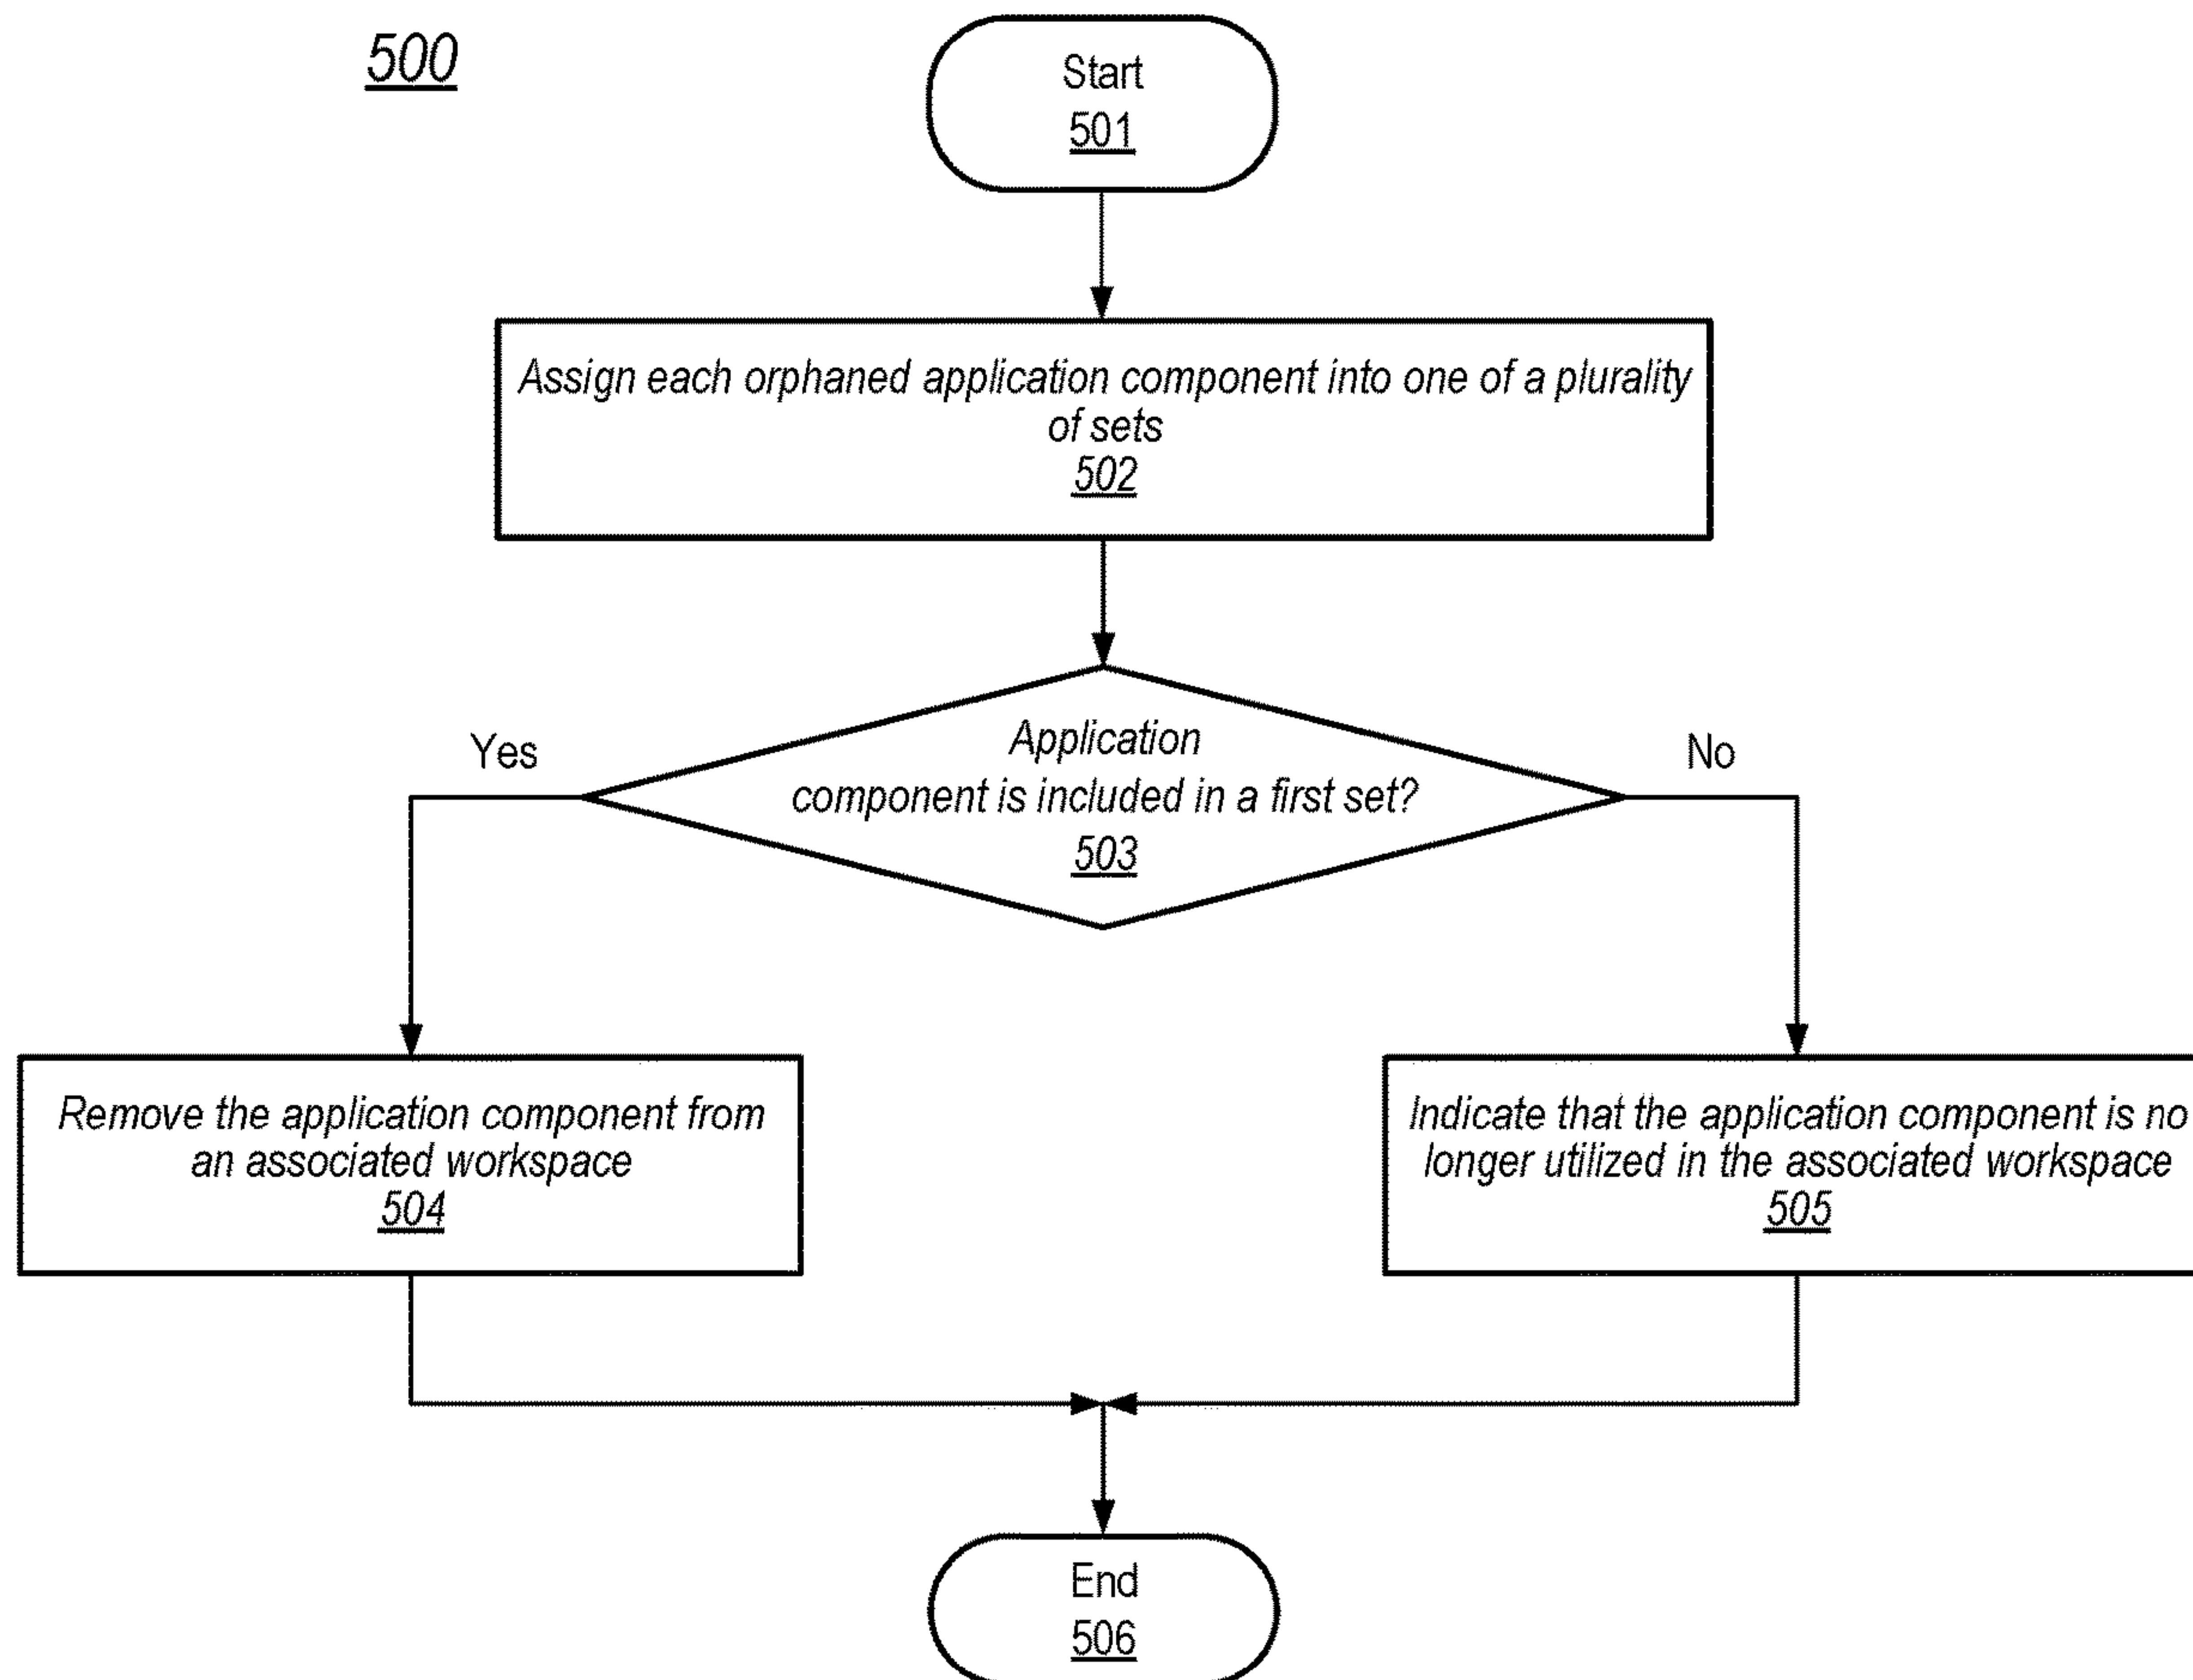 500
Start
501
Assign each orphaned application component into one of a plurality
of sets
502
Application
component is included in a first set?
503
Yes
No
Remove the application component from
an associated workspace
504
Indicate that the application component is no
longer utilized in the associated workspace
505
End
506